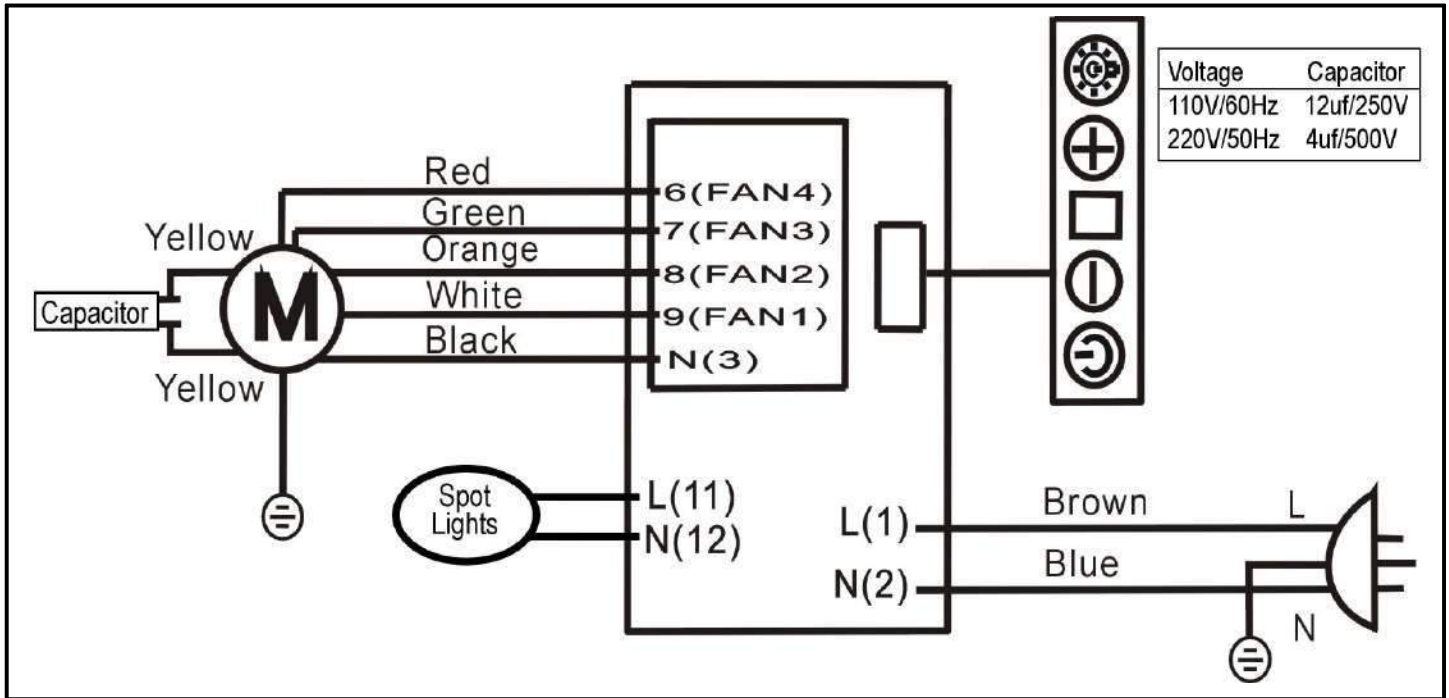 Voltage Capacitor
110V/60Hz 12uf/250V
220V/50Hz 4uf/500V
Red
Green
Orange
White
Black
Yellow
Yellow
Capacitor
M
6(FAN4)
7(FAN3)
8(FAN2)
9(FAN1)
N(3)
Spot
Lights
L(11)
N(12)
L(1)
N(2)
Brown
Blue
L
N